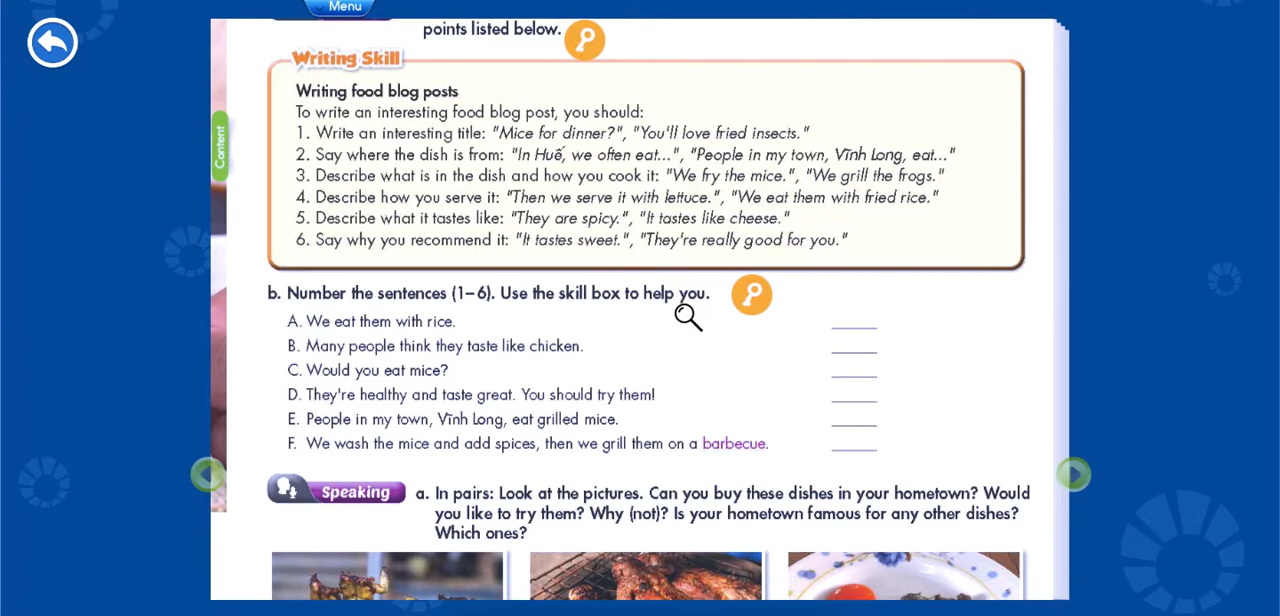 Menu
points listed below.
Writing Skill
Writing food blog posts
To write an interesting food blog post, you should:
1. Write an interesting title: "Mice for dinner?", "You'll love fried insects."
2. Say where the dish is from: "In Huế, we often eat...", "People in my town, Vĩnh Long, eat..."
3. Describe what is in the dish and how you cook it: "We fry the mice.", "We grill the frogs."
4. Describe how you serve it: "Then we serve it with lettuce.", "We eat them with fried rice."
5. Describe what it tastes like: "They are spicy.", "It tastes like cheese."
6. Say why you recommend it: "It tastes sweet.", "They're really good for you."
Content
b. Number the sentences (1–6). Use the skill box to help you.
A. We eat them with rice.
B. Many people think they taste like chicken.
C. Would you eat mice?
D. They're healthy and taste great. You should try them!
E. People in my town, Vĩnh Long, eat grilled mice.
F. We wash the mice and add spices, then we grill them on a barbecue.
Speaking
a. In pairs: Look at the pictures. Can you buy these dishes in your hometown? Would
you like to try them? Why (not)? Is your hometown famous for any other dishes?
Which ones?